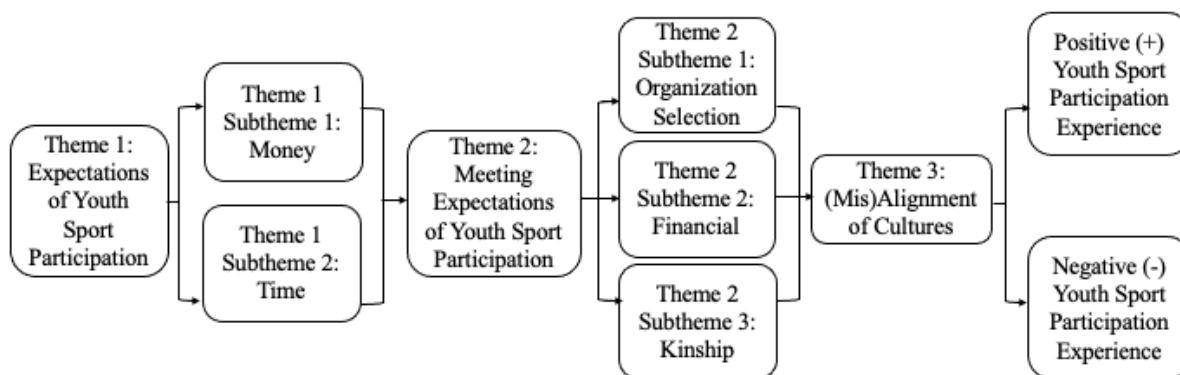 Theme 1:
Expectations
of Youth
Sport
Participation
Theme 1
Subtheme 1:
Money
Theme 1
Subtheme 2:
Time
Theme 2:
Meeting
Expectations
of Youth Sport
Participation
Theme 2
Subtheme 1:
Organization
Selection
Theme 2
Subtheme 2:
Financial
Theme 2
Subtheme 3:
Kinship
Theme 3:
(Mis)Alignment
of Cultures
Positive (+)
Youth Sport
Participation
Experience
Negative (-)
Youth Sport
Participation
Experience